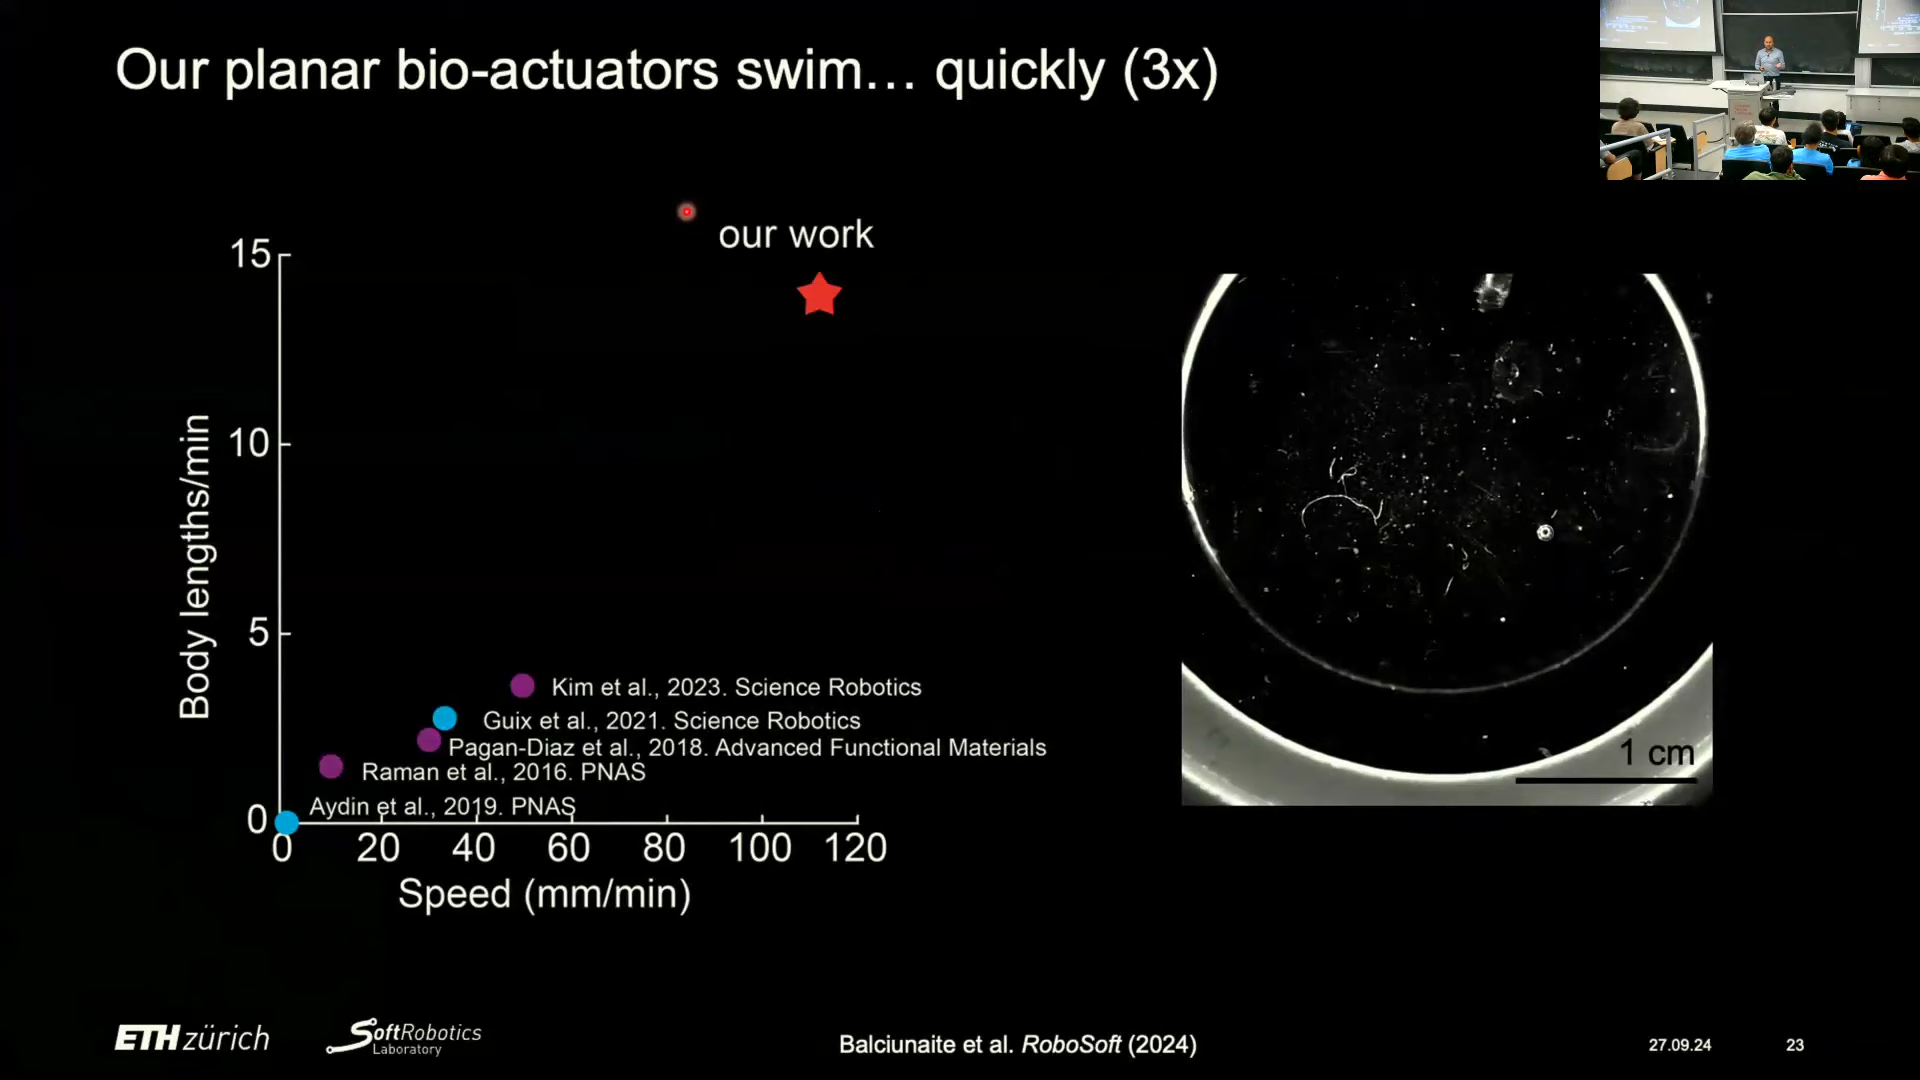 Our planar bio-actuators swim… quickly (3x)
our work
15
10
5
0
Body lengths/min
Kim et al., 2023. Science Robotics
Guix et al., 2021. Science Robotics
Pagan-Diaz et al., 2018. Advanced Functional Materials
Raman et al., 2016. PNAS
Aydin et al., 2019. PNAS
0 20 40 60 80 100 120
Speed (mm/min)
1 cm
ETH zürich
SoftRobotics
Laboratory
Balciunaite et al. RoboSoft (2024)
27.09.24
23